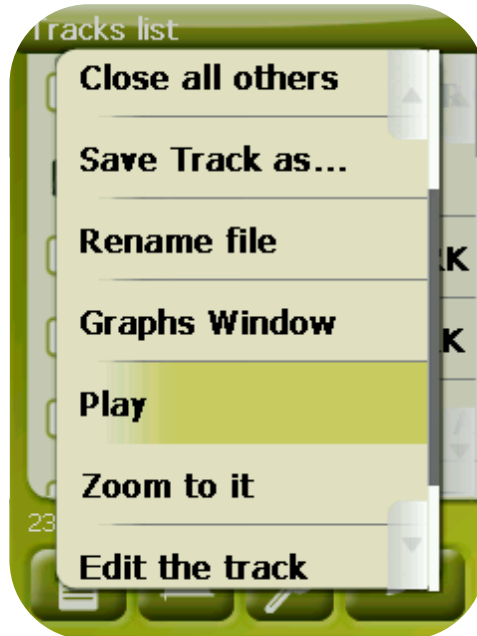 Tracks list
Close all others
Save Track as...
Rename file
Graphs Window
Play
Zoom to it
Edit the track
K
K
23